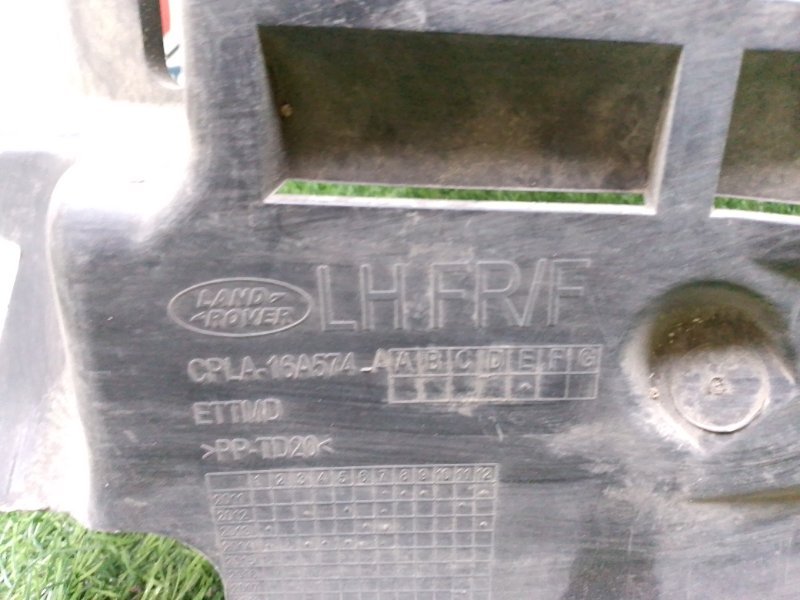 LAND ROVER
LH FR/F
CPLA-16A574-A A B C D E F G
ETTMD
>PP-TD20<
1 2 3 4 5 6 7 8 9 10 11 12
2011
2012